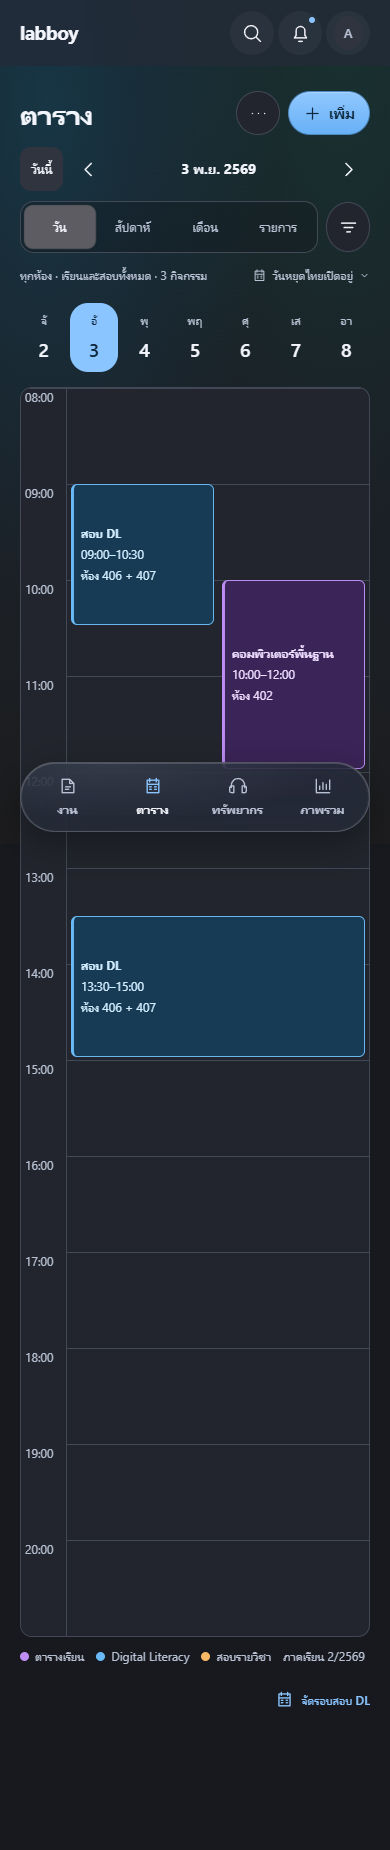 labboy
A
ตาราง
เพิ่ม
วันนี้
3 พ.ย. 2569
วัน สัปดาห์ เดือน รายการ
ทุกห้อง · เรียนและสอบทั้งหมด · 3 กิจกรรม
วันหยุดไทยเปิดอยู่
จ อ พ พฤ ศ ส อา
2 3 4 5 6 7 8
08:00
09:00
สอบ DL
09:00–10:30
ห้อง 406 + 407
10:00
คอมพิวเตอร์พื้นฐาน
10:00–12:00
ห้อง 402
11:00
12:00
งาน ตาราง ทรัพยากร ภาพรวม
13:00
สอบ DL
13:30–15:00
ห้อง 406 + 407
14:00
15:00
16:00
17:00
18:00
19:00
20:00
ตารางเรียน Digital Literacy สอบรายวิชา ภาคเรียน 2/2569
จัดรอบสอบ DL